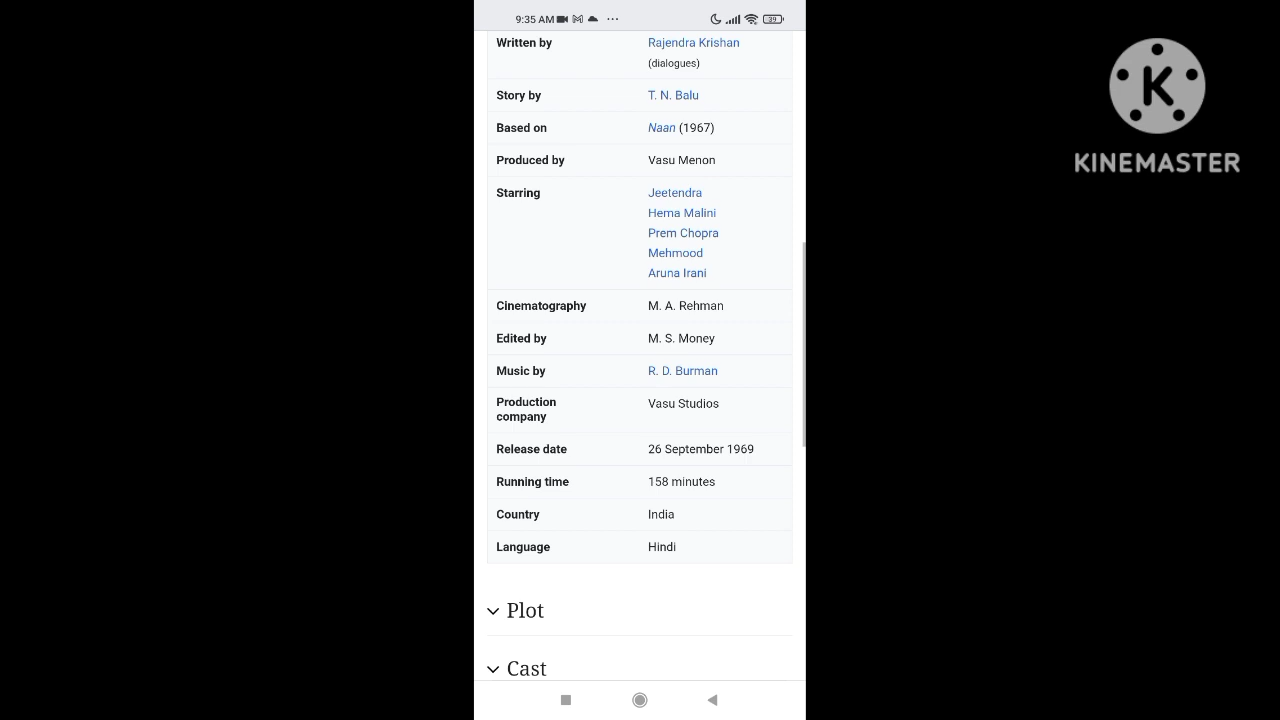 9:35 AM
39
Written by Rajendra Krishan
(dialogues)
Story by T. N. Balu
Based on Naan (1967)
Produced by Vasu Menon
Starring Jeetendra
Hema Malini
Prem Chopra
Mehmood
Aruna Irani
Cinematography M. A. Rehman
Edited by M. S. Money
Music by R. D. Burman
Production
company Vasu Studios
Release date 26 September 1969
Running time 158 minutes
Country India
Language Hindi
Plot
Cast
K
KINEMASTER